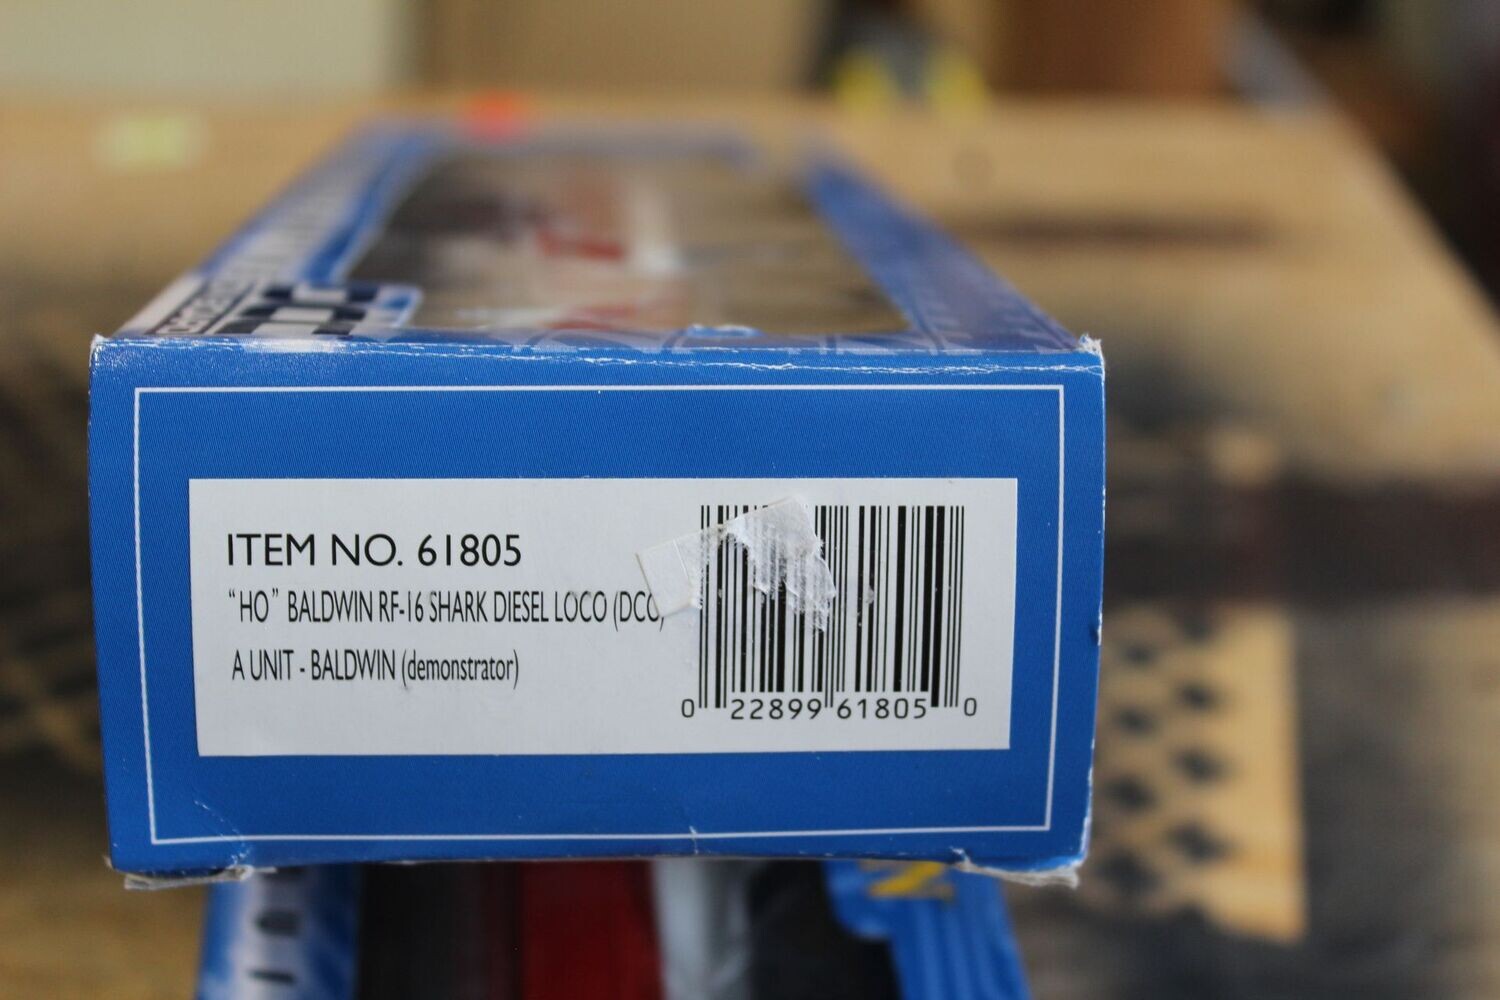 ITEM NO. 61805
“HO” BALDWIN RF-16 SHARK DIESEL LOCO (DCC)
A UNIT - BALDWIN (demonstrator)
0 22899 61805 0